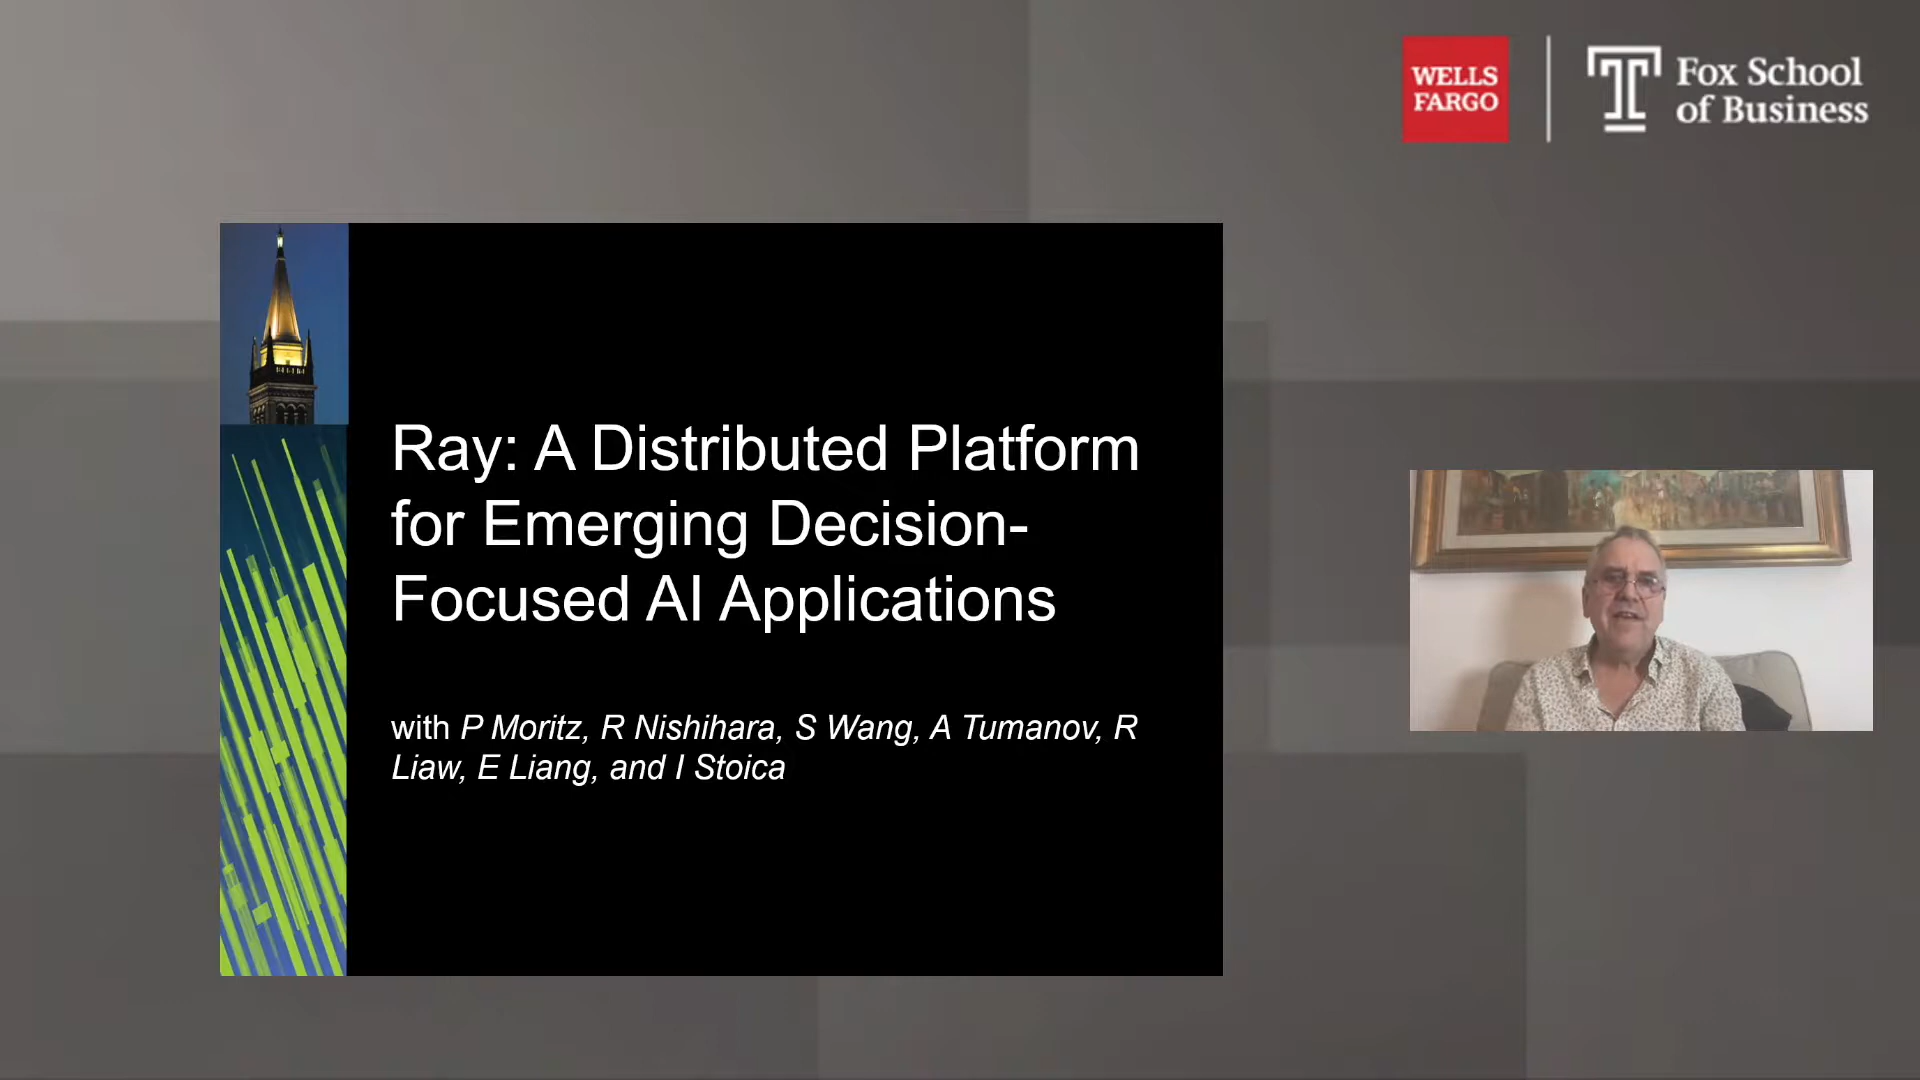 WELLS
FARGO
Fox School
of Business
Ray: A Distributed Platform
for Emerging Decision-
Focused AI Applications
with P Moritz, R Nishihara, S Wang, A Tumanov, R
Liaw, E Liang, and I Stoica